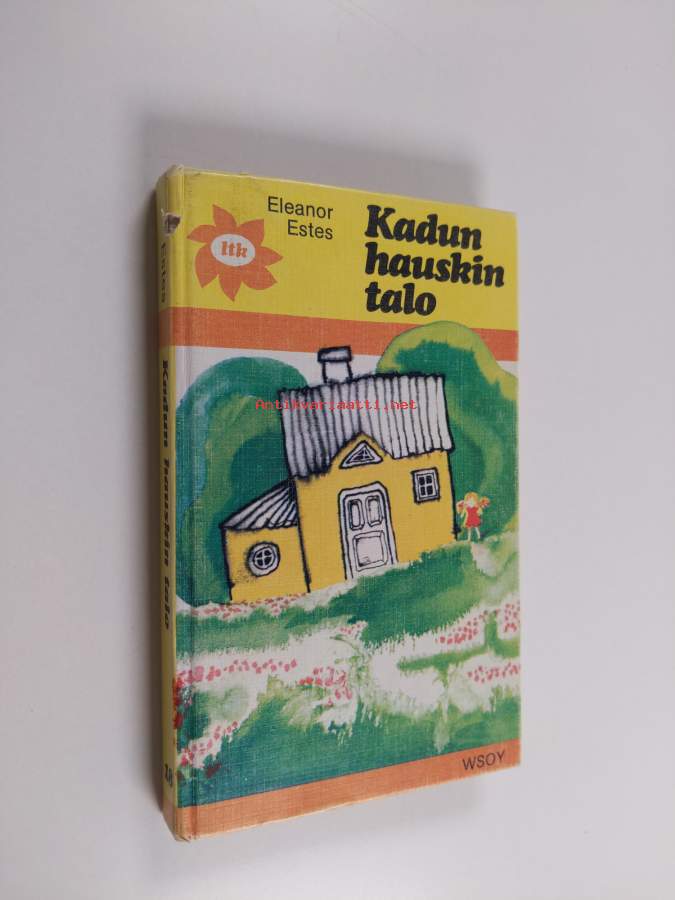 Eleanor
Estes
Kadun
hauskin
talo
ltk
Antikvariaatti.net
WSOY
Estes
Kadun hauskin talo